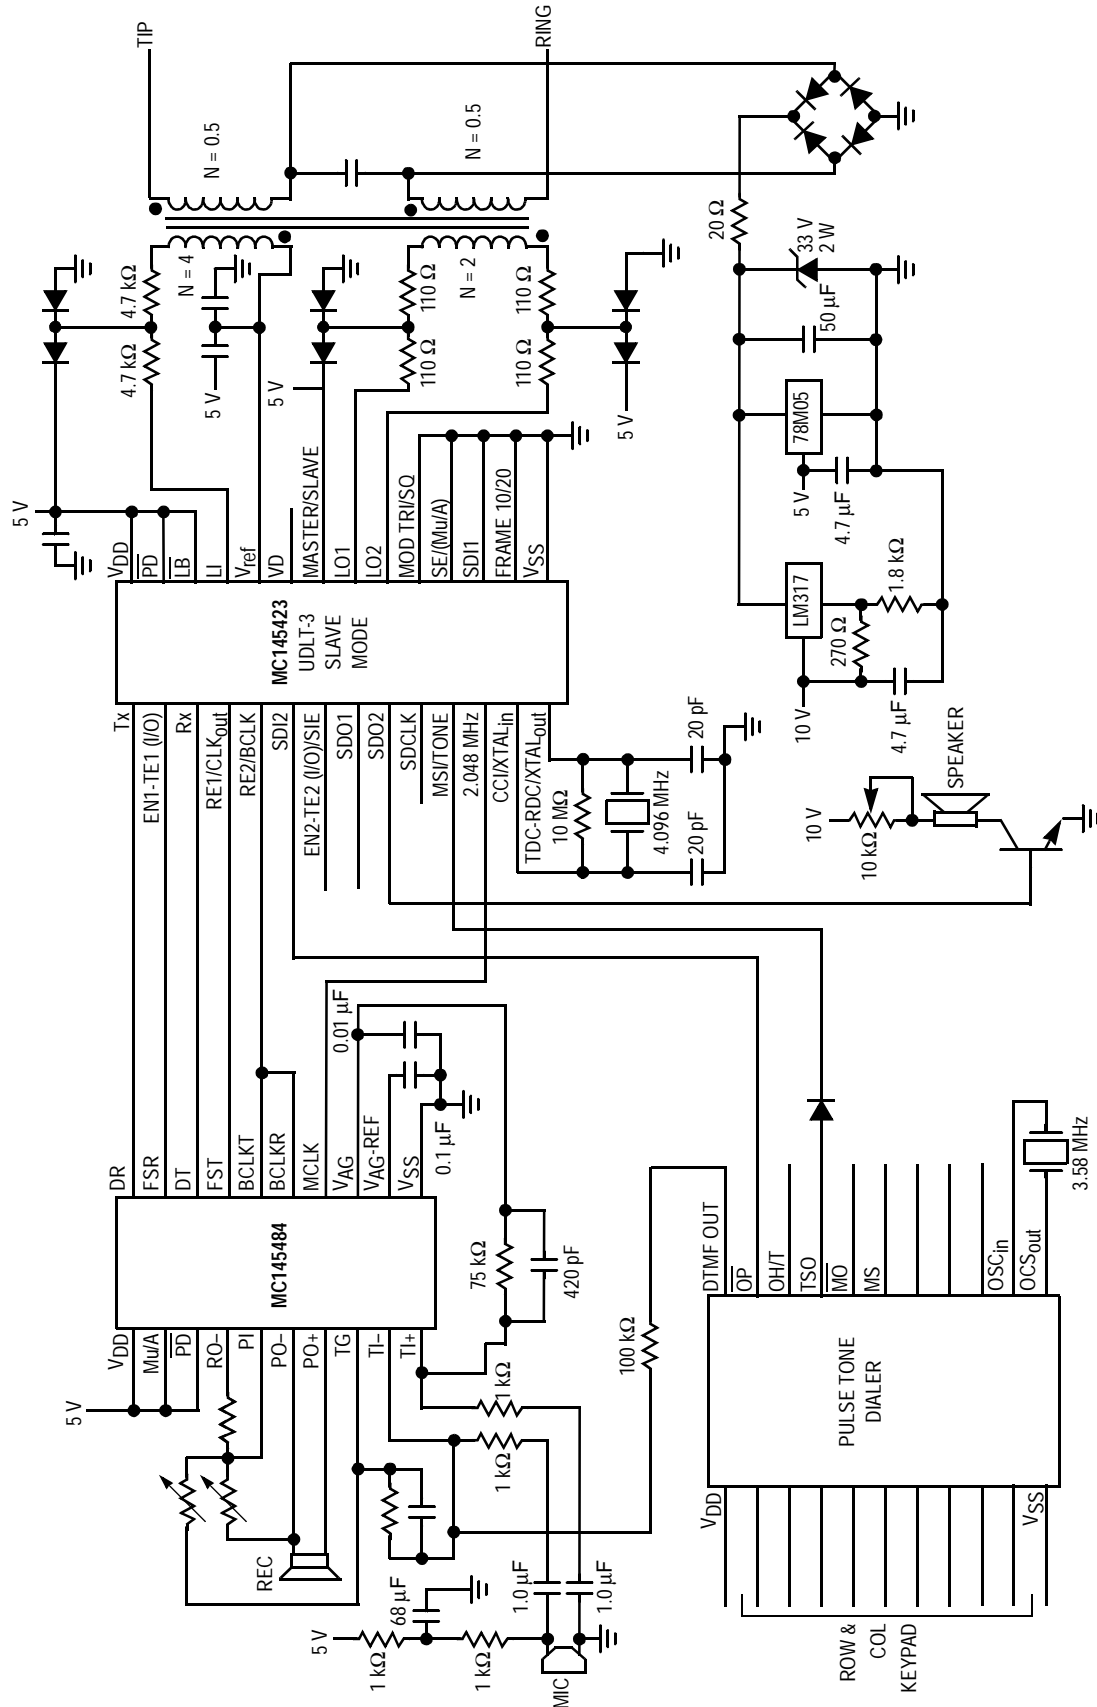 TIP
RING
N = 0.5
N = 0.5
N = 4
N = 2
4.7 kΩ
4.7 kΩ
5 V
5 V
5 V
110 Ω
110 Ω
110 Ω
110 Ω
5 V
20 Ω
33 V
2 W
50 µF
78M05
5 V
4.7 µF
LM317
1.8 kΩ
270 Ω
10 V
4.7 µF
VDD
PD
LB
LI
Vref
VD
MASTER/SLAVE
LO1
LO2
MOD TRI/SQ
SE/(Mu/A)
SDI1
FRAME 10/20
VSS
MC145423
UDLT-3
SLAVE
MODE
Tx
EN1-TE1 (I/O)
Rx
RE1/CLKout
RE2/BCLK
SDI2
EN2-TE2 (I/O)/SIE
SDO1
SDO2
SDCLK
MSI/TONE
2.048 MHz
CCI/XTALin
TDC-RDC/XTALout
10 MΩ
4.096 MHz
20 pF
20 pF
SPEAKER
10 V
10 kΩ
0.01 µF
0.1 µF
DR
FSR
DT
FST
BCLKT
BCLKR
MCLK
VAG
VAG-REF
VSS
MC145484
VDD
Mu/A
PD
RO–
PI
PO–
PO+
TG
TI–
TI+
75 kΩ
420 pF
5 V
1 kΩ
1 kΩ
100 kΩ
REC
5 V
68 µF
1 kΩ
1 kΩ
1.0 µF
1.0 µF
MIC
DTMF OUT
OP
OH/T
TSO
MO
MS
OSCin
OCSout
3.58 MHz
PULSE TONE
DIALER
VDD
VSS
ROW &
COL
KEYPAD